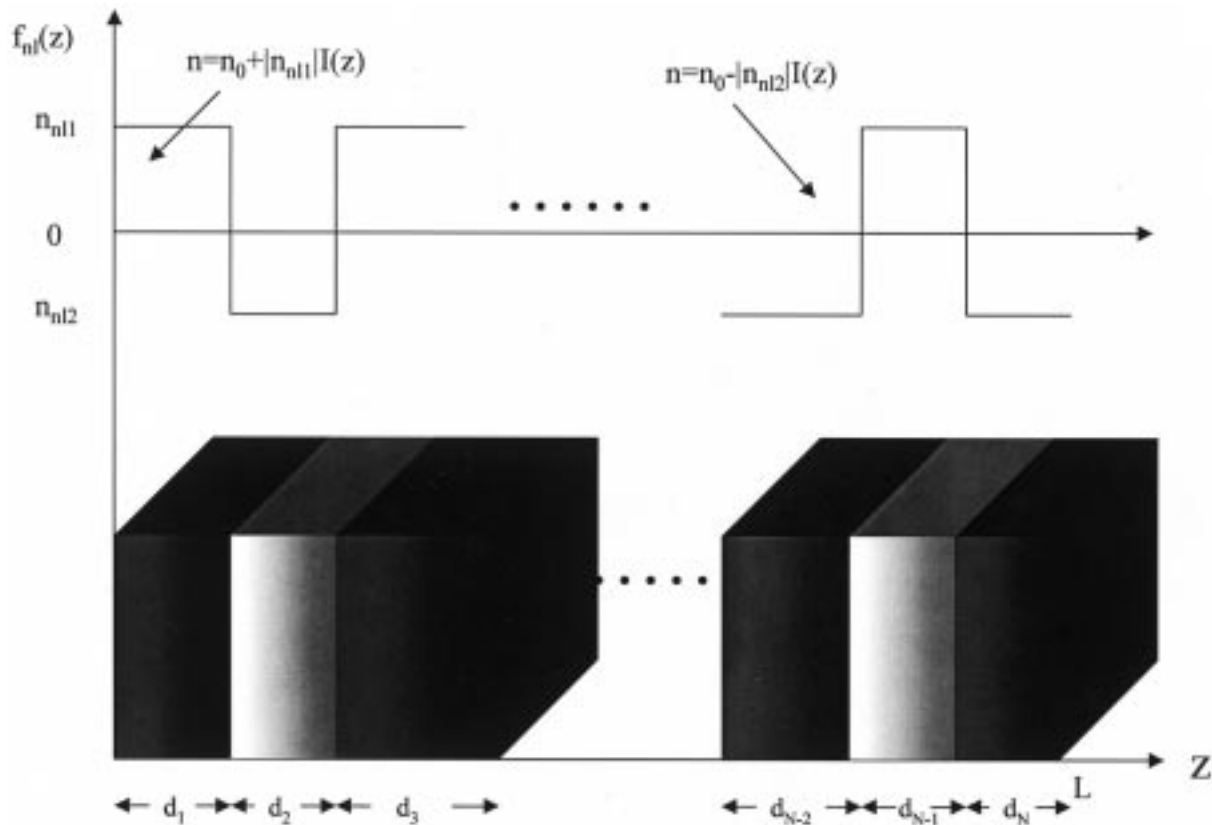 f_nl(z)
n=n_0+|n_nl1|I(z)
n=n_0-|n_nl2|I(z)
n_nl1
0
n_nl2
Z
L
d_1
d_2
d_3
d_N-2
d_N-1
d_N